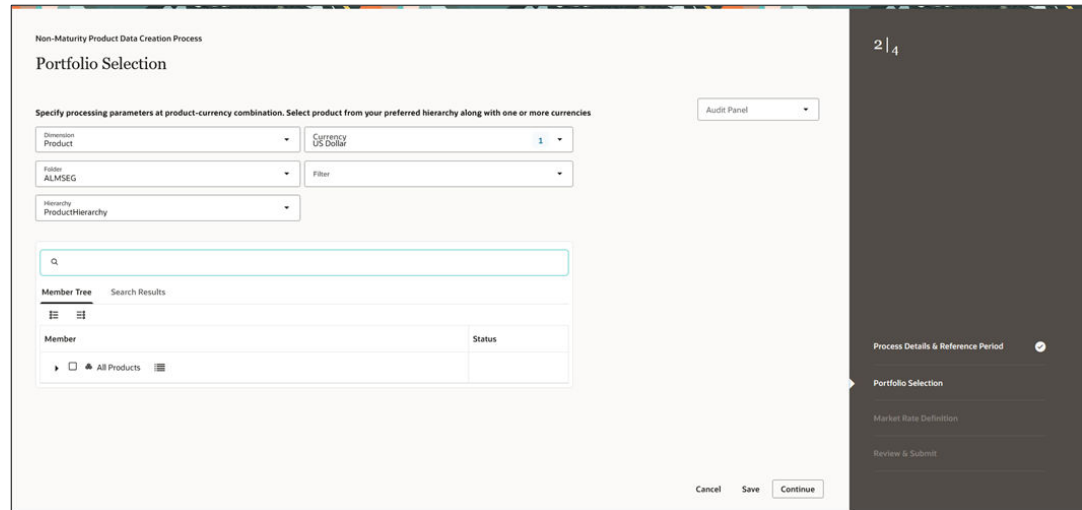 Non-Maturity Product Data Creation Process
Portfolio Selection
Specify processing parameters at product-currency combination. Select product from your preferred hierarchy along with one or more currencies
Audit Panel
Dimension
Product
Currency
US Dollar
1
Folder
ALMSEG
Filter
Hierarchy
ProductHierarchy
Member Tree
Search Results
Member
Status
All Products
Cancel
Save
Continue
2|4
Process Details & Reference Period
Portfolio Selection
Market Rate Definition
Review & Submit